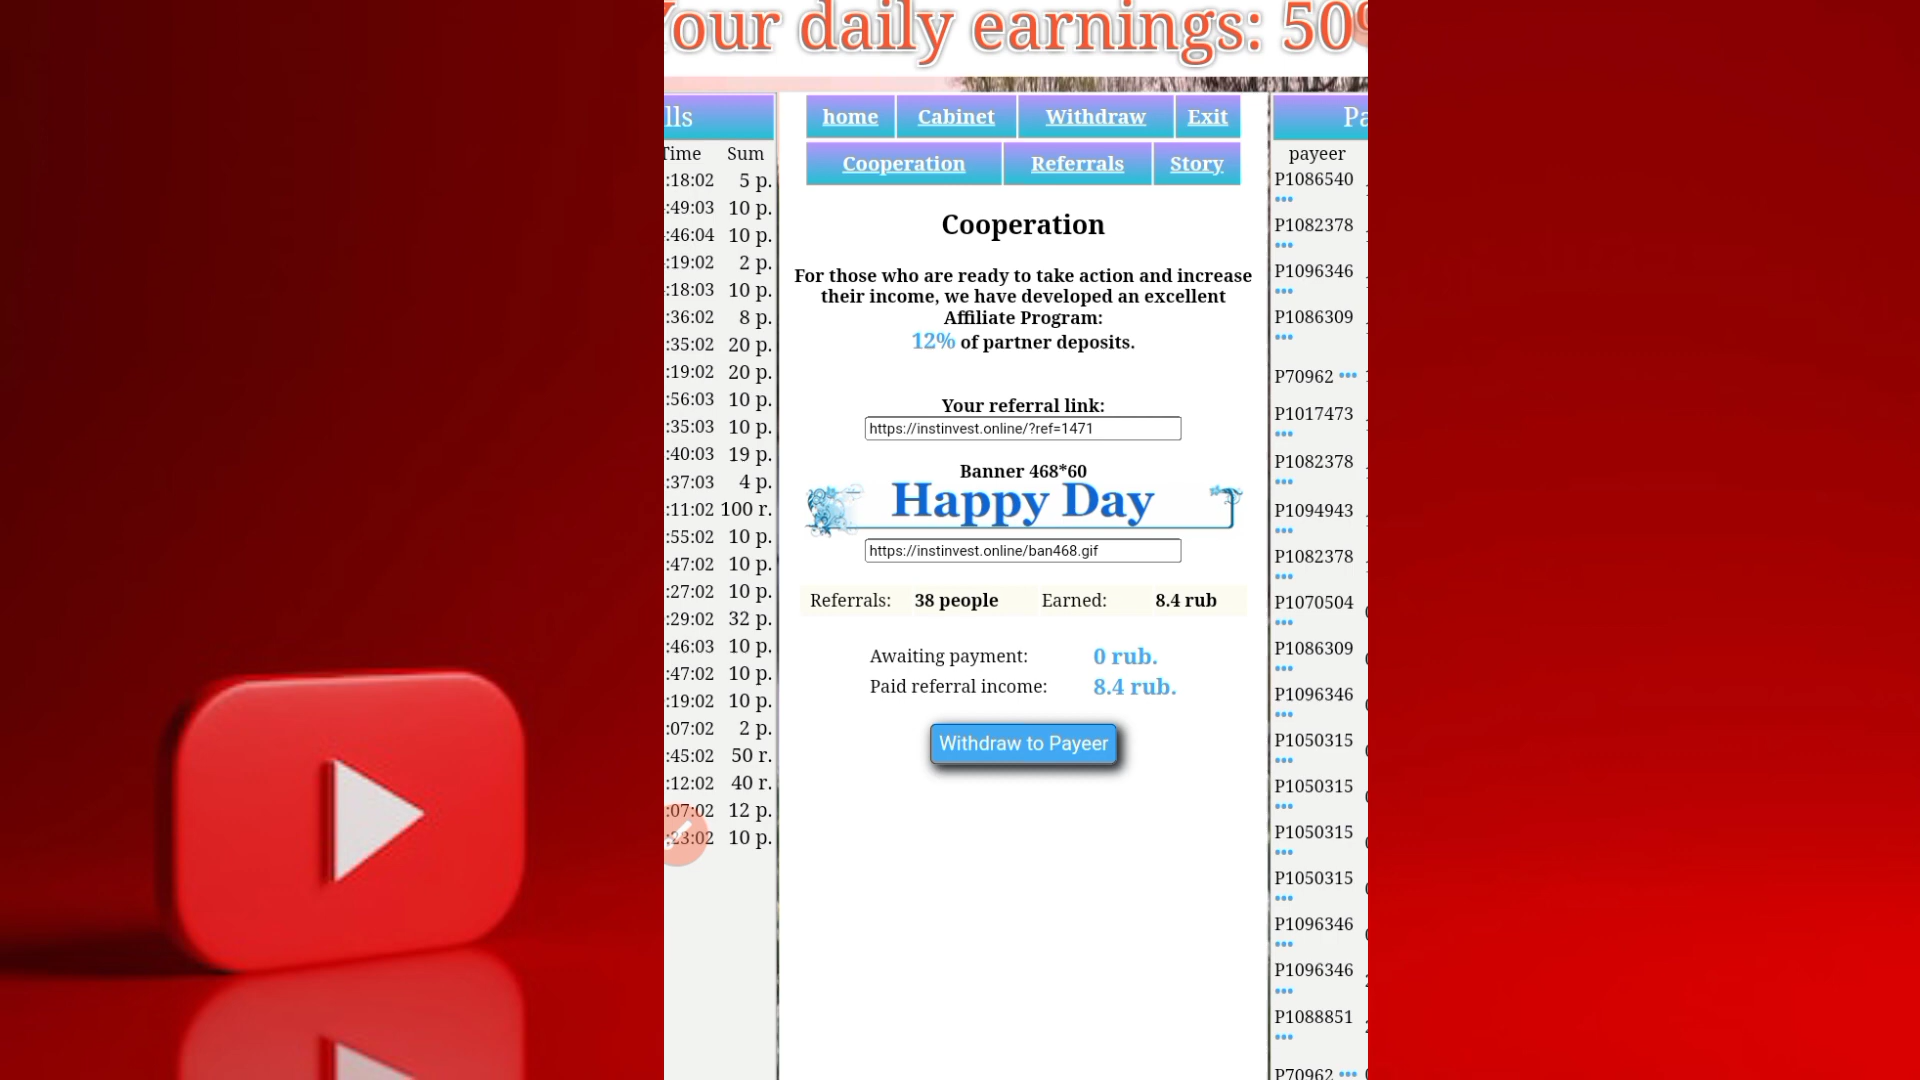 Your daily earnings: 50%
lls
Time Sum
:18:02 5 p.
:49:03 10 p.
:46:04 10 p.
:19:02 2 p.
:18:03 10 p.
:36:02 8 p.
:35:02 20 p.
:19:02 20 p.
:56:03 10 p.
:35:03 10 p.
:40:03 19 p.
:37:03 4 p.
:11:02 100 r.
:55:02 10 p.
:47:02 10 p.
:27:02 10 p.
:29:02 32 p.
:46:03 10 p.
:47:02 10 p.
:19:02 10 p.
:07:02 2 p.
:45:02 50 r.
:12:02 40 r.
:07:02 12 p.
:23:02 10 p.
home Cabinet Withdraw Exit
Cooperation Referrals Story
Cooperation
For those who are ready to take action and increase
their income, we have developed an excellent
Affiliate Program:
12% of partner deposits.
Your referral link:
https://instinvest.online/?ref=1471
Banner 468*60
Happy Day
https://instinvest.online/ban468.gif
Referrals: 38 people Earned: 8.4 rub
Awaiting payment: 0 rub.
Paid referral income: 8.4 rub.
Withdraw to Payeer
Pa
payeer
P1086540
•••
P1082378
•••
P1096346
•••
P1086309
•••
P70962 •••
P1017473
•••
P1082378
•••
P1094943
•••
P1082378
•••
P1070504
•••
P1086309
•••
P1096346
•••
P1050315
•••
P1050315
•••
P1050315
•••
P1050315
•••
P1096346
•••
P1096346
•••
P1088851
•••
P70962 •••